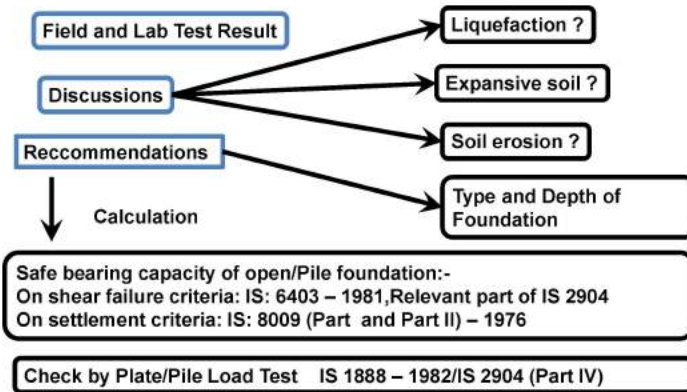 Field and Lab Test Result
Liquefaction ?
Discussions
Expansive soil ?
Soil erosion ?
Reccommendations
Type and Depth of
Foundation
Calculation
Safe bearing capacity of open/Pile foundation:-
On shear failure criteria: IS: 6403 – 1981,Relevant part of IS 2904
On settlement criteria: IS: 8009 (Part and Part II) – 1976
Check by Plate/Pile Load Test IS 1888 – 1982/IS 2904 (Part IV)